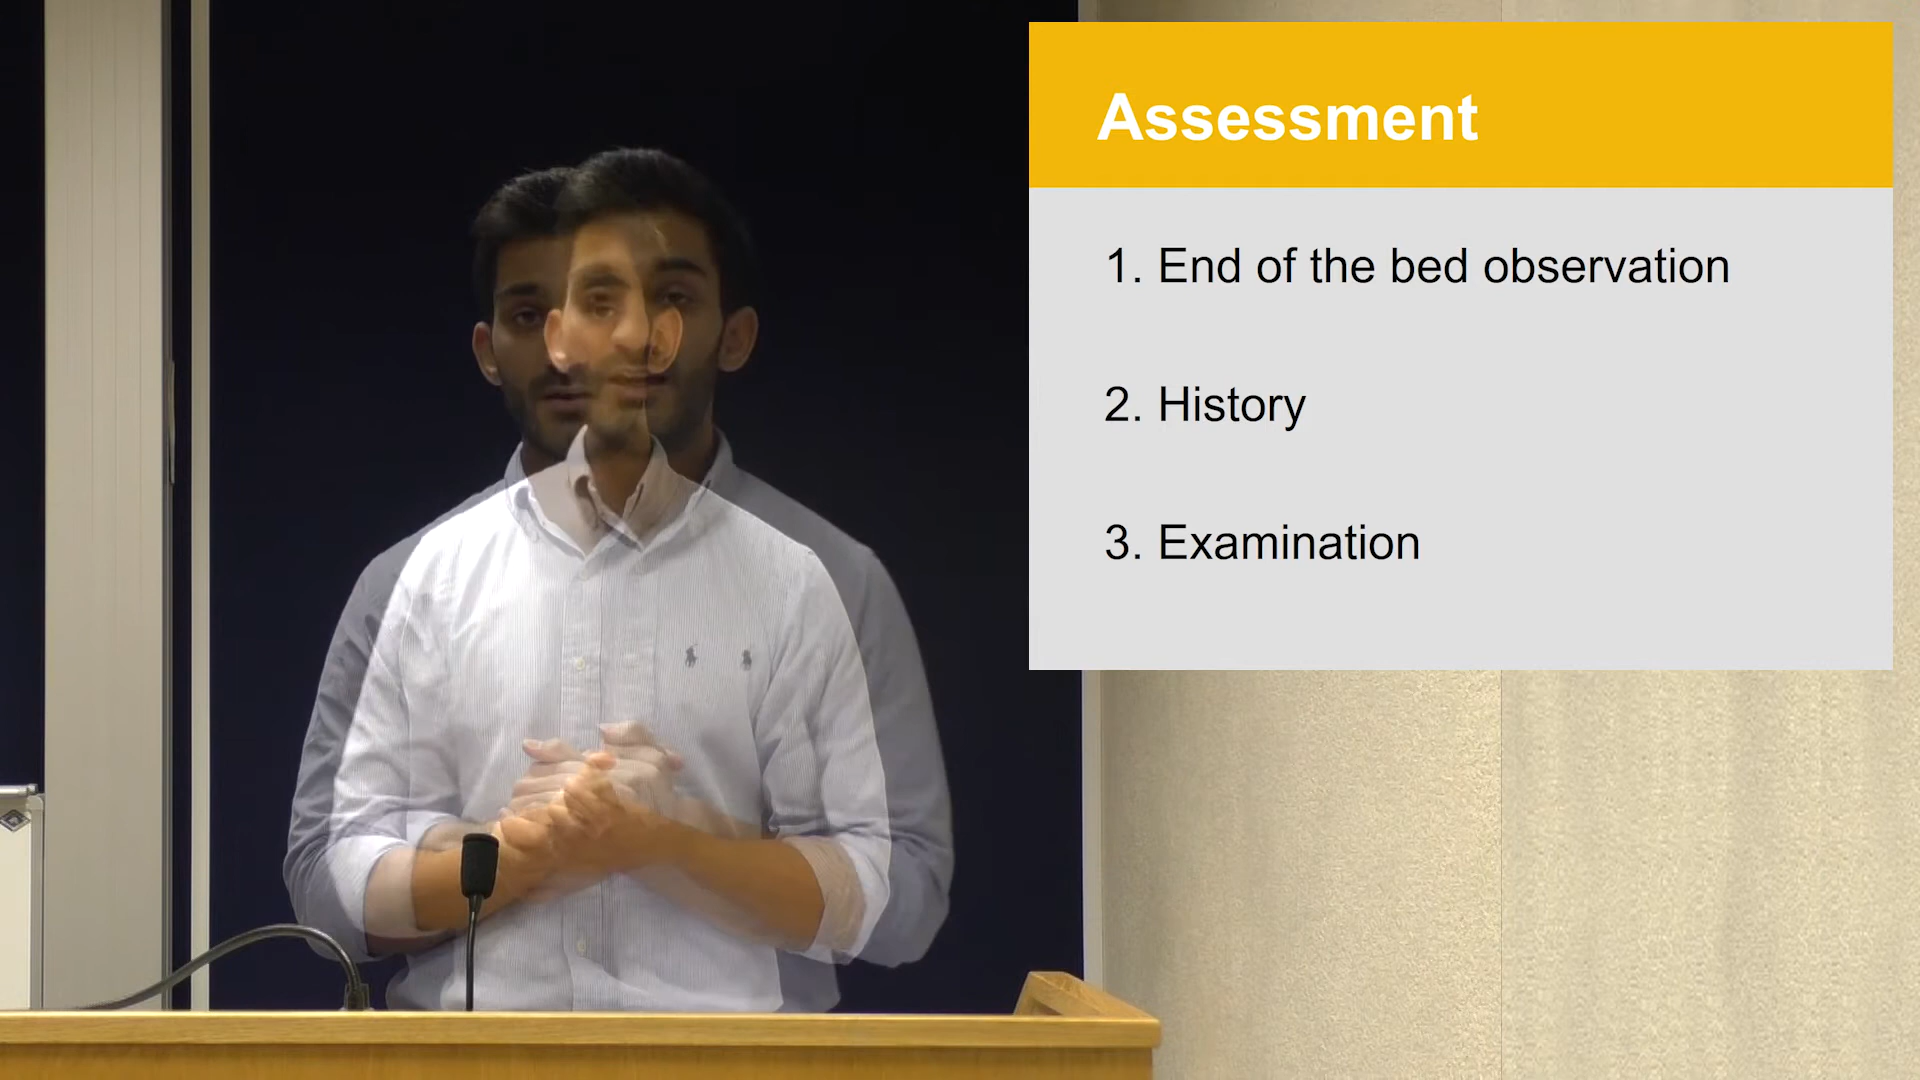 Assessment
1. End of the bed observation
2. History
3. Examination